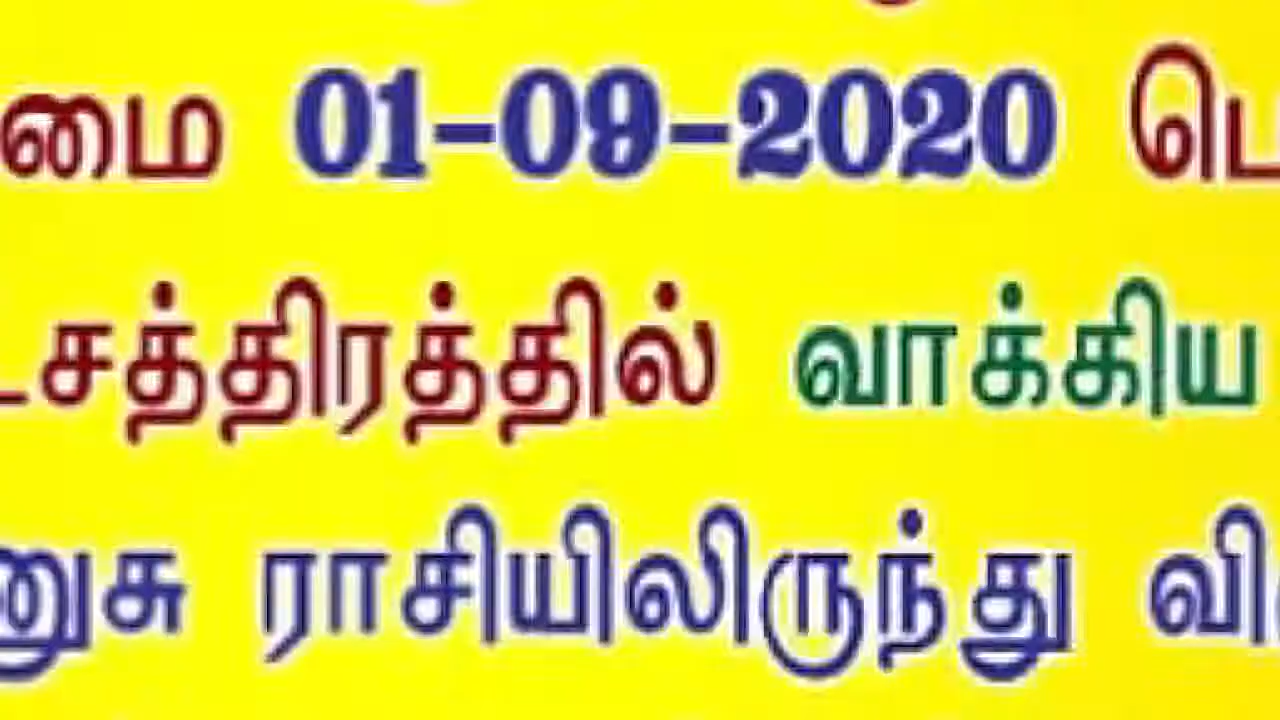 மை 01-09-2020
சத்திரத்தில் வாக்கிய
னுசு ராசியிலிருந்து